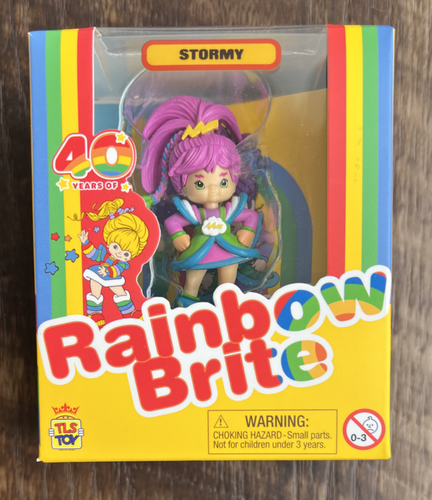 STORMY
40
YEARS OF
Rainbow
Brite
TLS
TOY
WARNING:
CHOKING HAZARD-Small parts.
Not for children under 3 years.
0-3